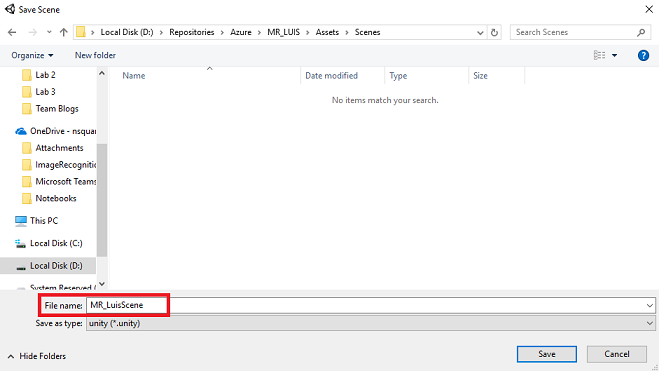 Save Scene
Local Disk (D:) › Repositories › Azure › MR_LUIS › Assets › Scenes
Search Scenes
Organize
New folder
Name
Date modified
Type
Size
No items match your search.
Lab 2
Lab 3
Team Blogs
OneDrive - nsquar
Attachments
ImageRecognitio
Microsoft Teams
Notebooks
This PC
Local Disk (C:)
Local Disk (D:)
System Reserved (
File name: MR_LuisScene
Save as type: unity (*.unity)
Hide Folders
Save
Cancel